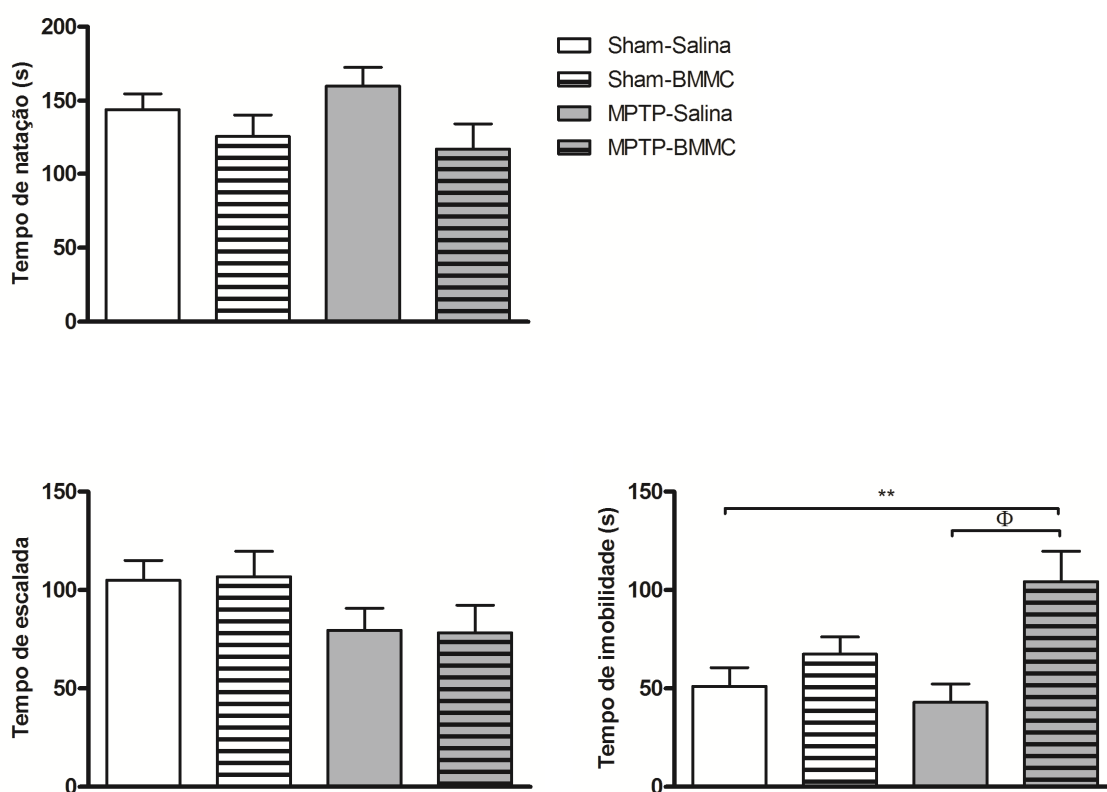 Tempo de natação (s)
200
150
100
50
0
Sham-Salina
Sham-BMMC
MPTP-Salina
MPTP-BMMC
Tempo de escalada
150
100
50
0
Tempo de imobilidade (s)
150
100
50
0
**
Φ